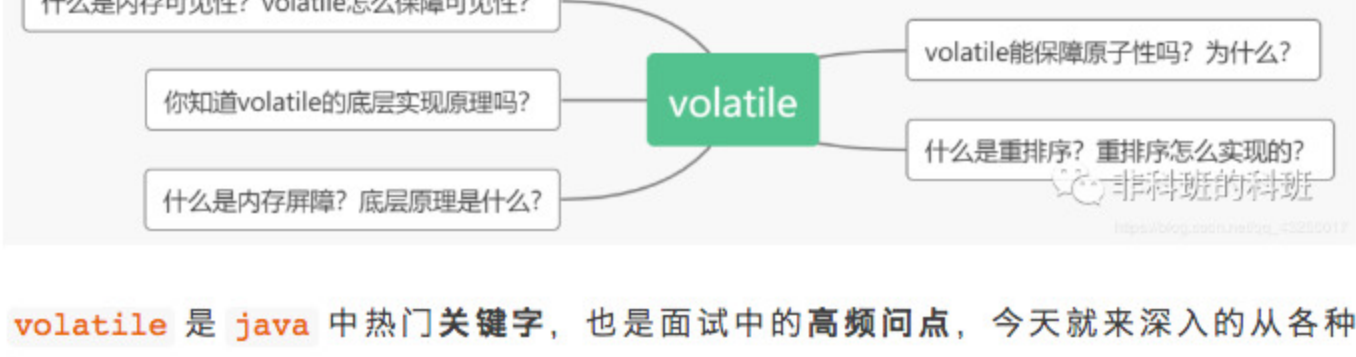 什么是内存可见性？volatile怎么保障可见性？
volatile能保障原子性吗？为什么？
你知道volatile的底层实现原理吗？
volatile
什么是重排序？重排序怎么实现的？
什么是内存屏障？底层原理是什么？
非科班的科班
volatile 是 java 中热门关键字，也是面试中的高频问点，今天就来深入的从各种